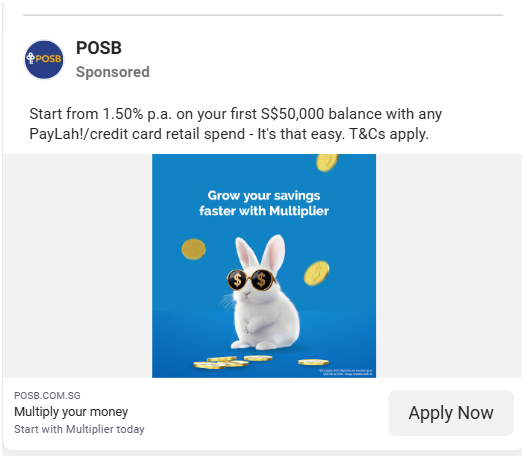 POSB
POSB
Sponsored
Start from 1.50% p.a. on your first S$50,000 balance with any
PayLah!/credit card retail spend - It's that easy. T&Cs apply.
Grow your savings
faster with Multiplier
$ $
POSB.COM.SG
Multiply your money
Start with Multiplier today
Apply Now